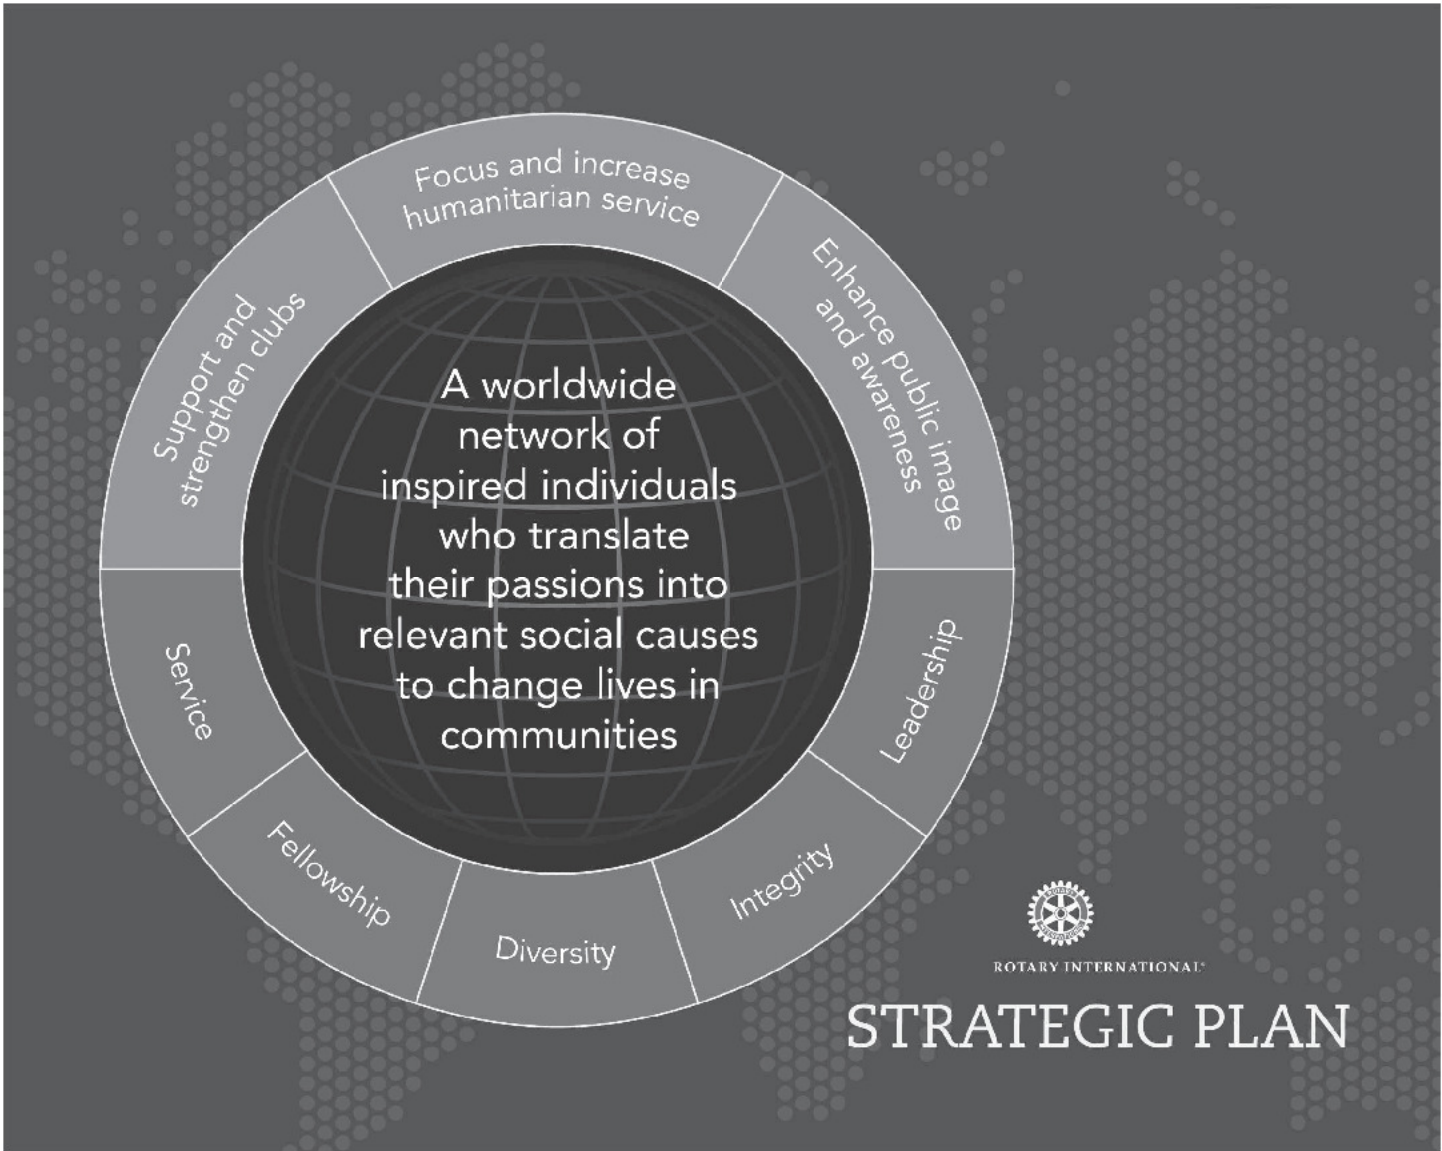 Focus and increase
humanitarian service
Enhance public image
and awareness
Support and
strengthen clubs
A worldwide
network of
inspired individuals
who translate
their passions into
relevant social causes
to change lives in
communities
Service
Fellowship
Diversity
Integrity
Leadership
ROTARY INTERNATIONAL®
STRATEGIC PLAN